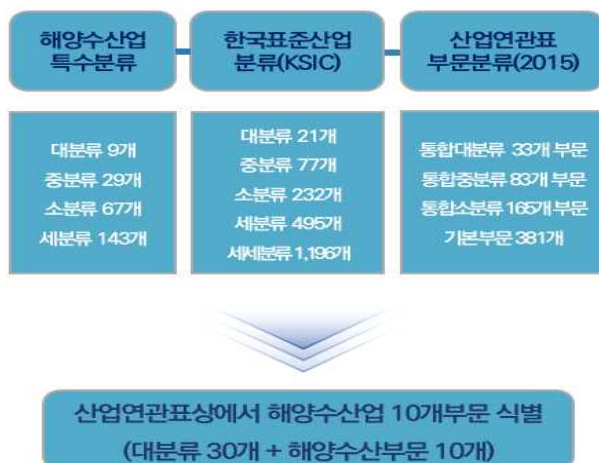 해양수산업
특수분류
한국표준산업
분류(KSIC)
산업연관표
부문분류(2015)
대분류 9개
중분류 29개
소분류 67개
세분류 143개
대분류 21개
중분류 77개
소분류 232개
세분류 495개
세세분류 1,196개
통합대분류 33개 부문
통합중분류 83개 부문
통합소분류 165개 부문
기본부문 381개
산업연관표상에서 해양수산업 10개부문 식별
(대분류 30개 + 해양수산부문 10개)